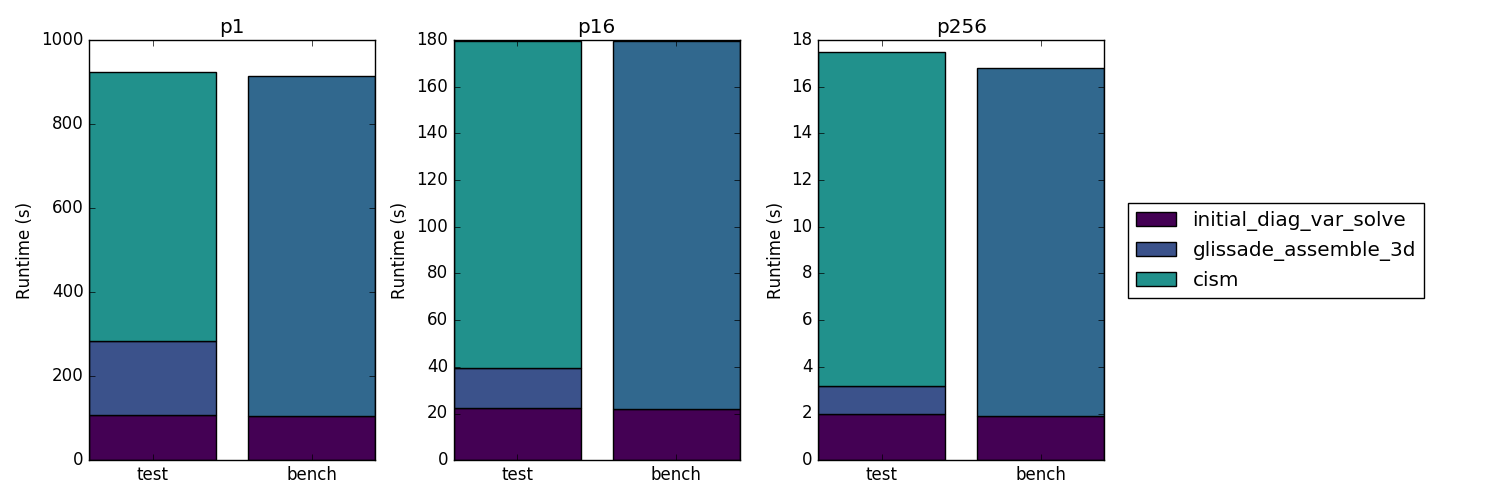 p1
1000
800
600
400
200
0
Runtime (s)
test
bench
p16
180
160
140
120
100
80
60
40
20
0
Runtime (s)
test
bench
p256
18
16
14
12
10
8
6
4
2
0
Runtime (s)
test
bench
initial_diag_var_solve
glissade_assemble_3d
cism